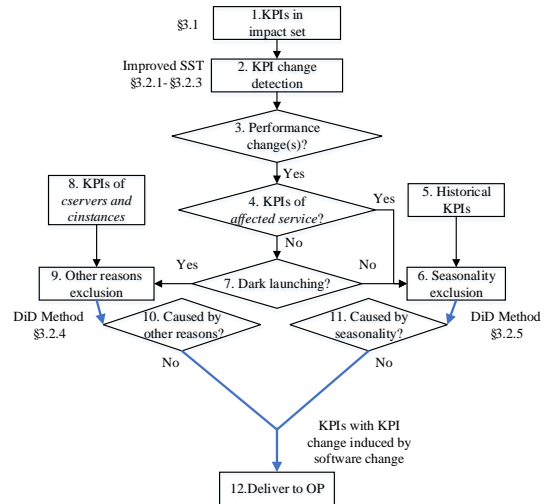 §3.1
1.KPIs in
impact set
Improved SST
§3.2.1- §3.2.3
2. KPI change
detection
3. Performance
change(s)?
Yes
8. KPIs of
cservers and
cinstances
4. KPIs of
affected service?
Yes
5. Historical
KPIs
No
9. Other reasons
exclusion
Yes
7. Dark launching?
No
6. Seasonality
exclusion
DiD Method
§3.2.4
10. Caused by
other reasons?
11. Caused by
seasonality?
DiD Method
§3.2.5
No
No
KPIs with KPI
change induced by
software change
12.Deliver to OP